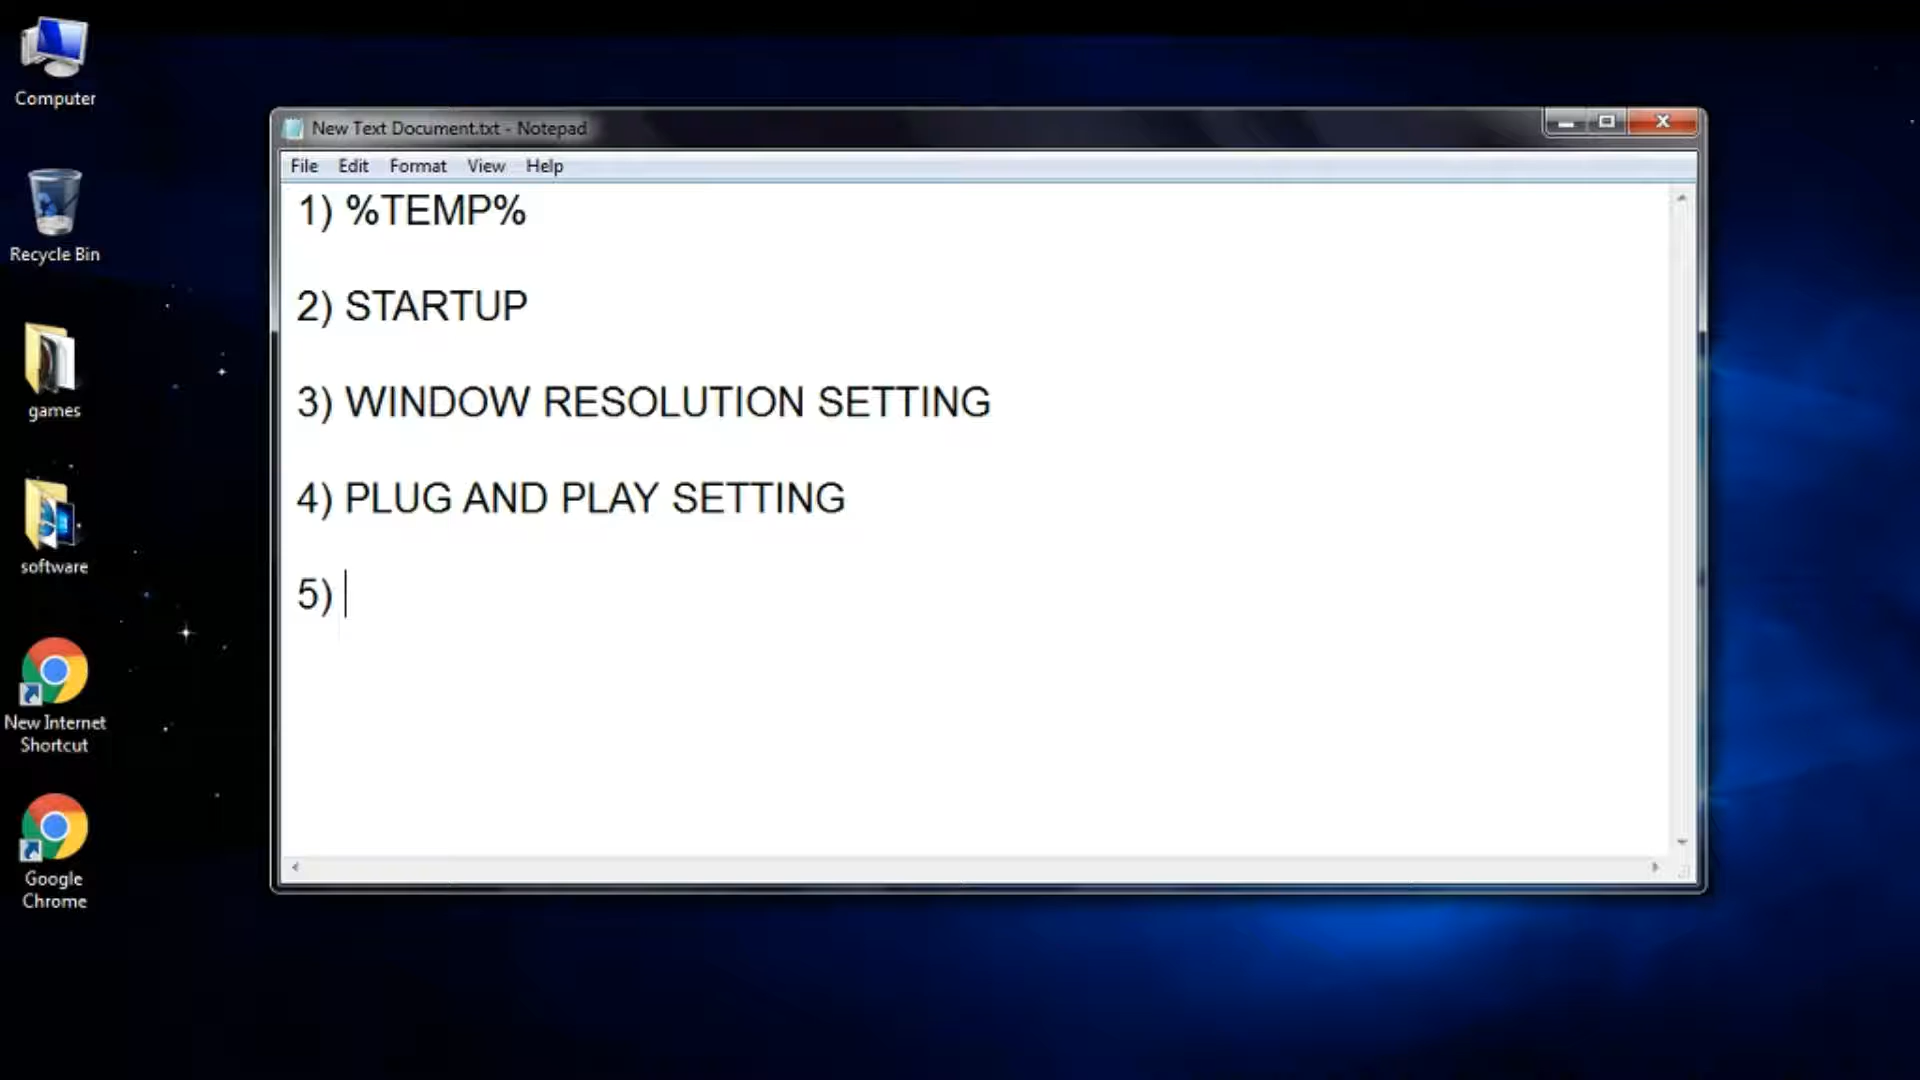 Computer
Recycle Bin
games
software
New Internet
Shortcut
Google
Chrome
New Text Document.txt - Notepad
File Edit Format View Help
1) %TEMP%
2) STARTUP
3) WINDOW RESOLUTION SETTING
4) PLUG AND PLAY SETTING
5)